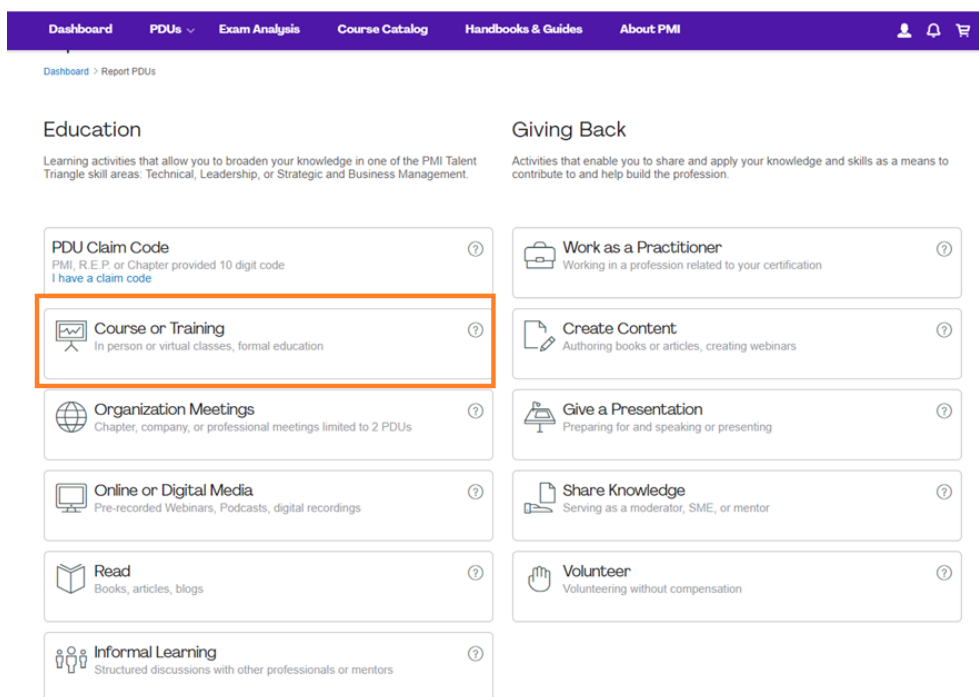 Dashboard PDUs Exam Analysis Course Catalog Handbooks & Guides About PMI
Dashboard > Report PDUs
Education
Learning activities that allow you to broaden your knowledge in one of the PMI Talent
Triangle skill areas: Technical, Leadership, or Strategic and Business Management.
PDU Claim Code
PMI, R.E.P. or Chapter provided 10 digit code
I have a claim code
Course or Training
In person or virtual classes, formal education
Organization Meetings
Chapter, company, or professional meetings limited to 2 PDUs
Online or Digital Media
Pre-recorded Webinars, Podcasts, digital recordings
Read
Books, articles, blogs
Informal Learning
Structured discussions with other professionals or mentors
Giving Back
Activities that enable you to share and apply your knowledge and skills as a means to
contribute to and help build the profession.
Work as a Practitioner
Working in a profession related to your certification
Create Content
Authoring books or articles, creating webinars
Give a Presentation
Preparing for and speaking or presenting
Share Knowledge
Serving as a moderator, SME, or mentor
Volunteer
Volunteering without compensation